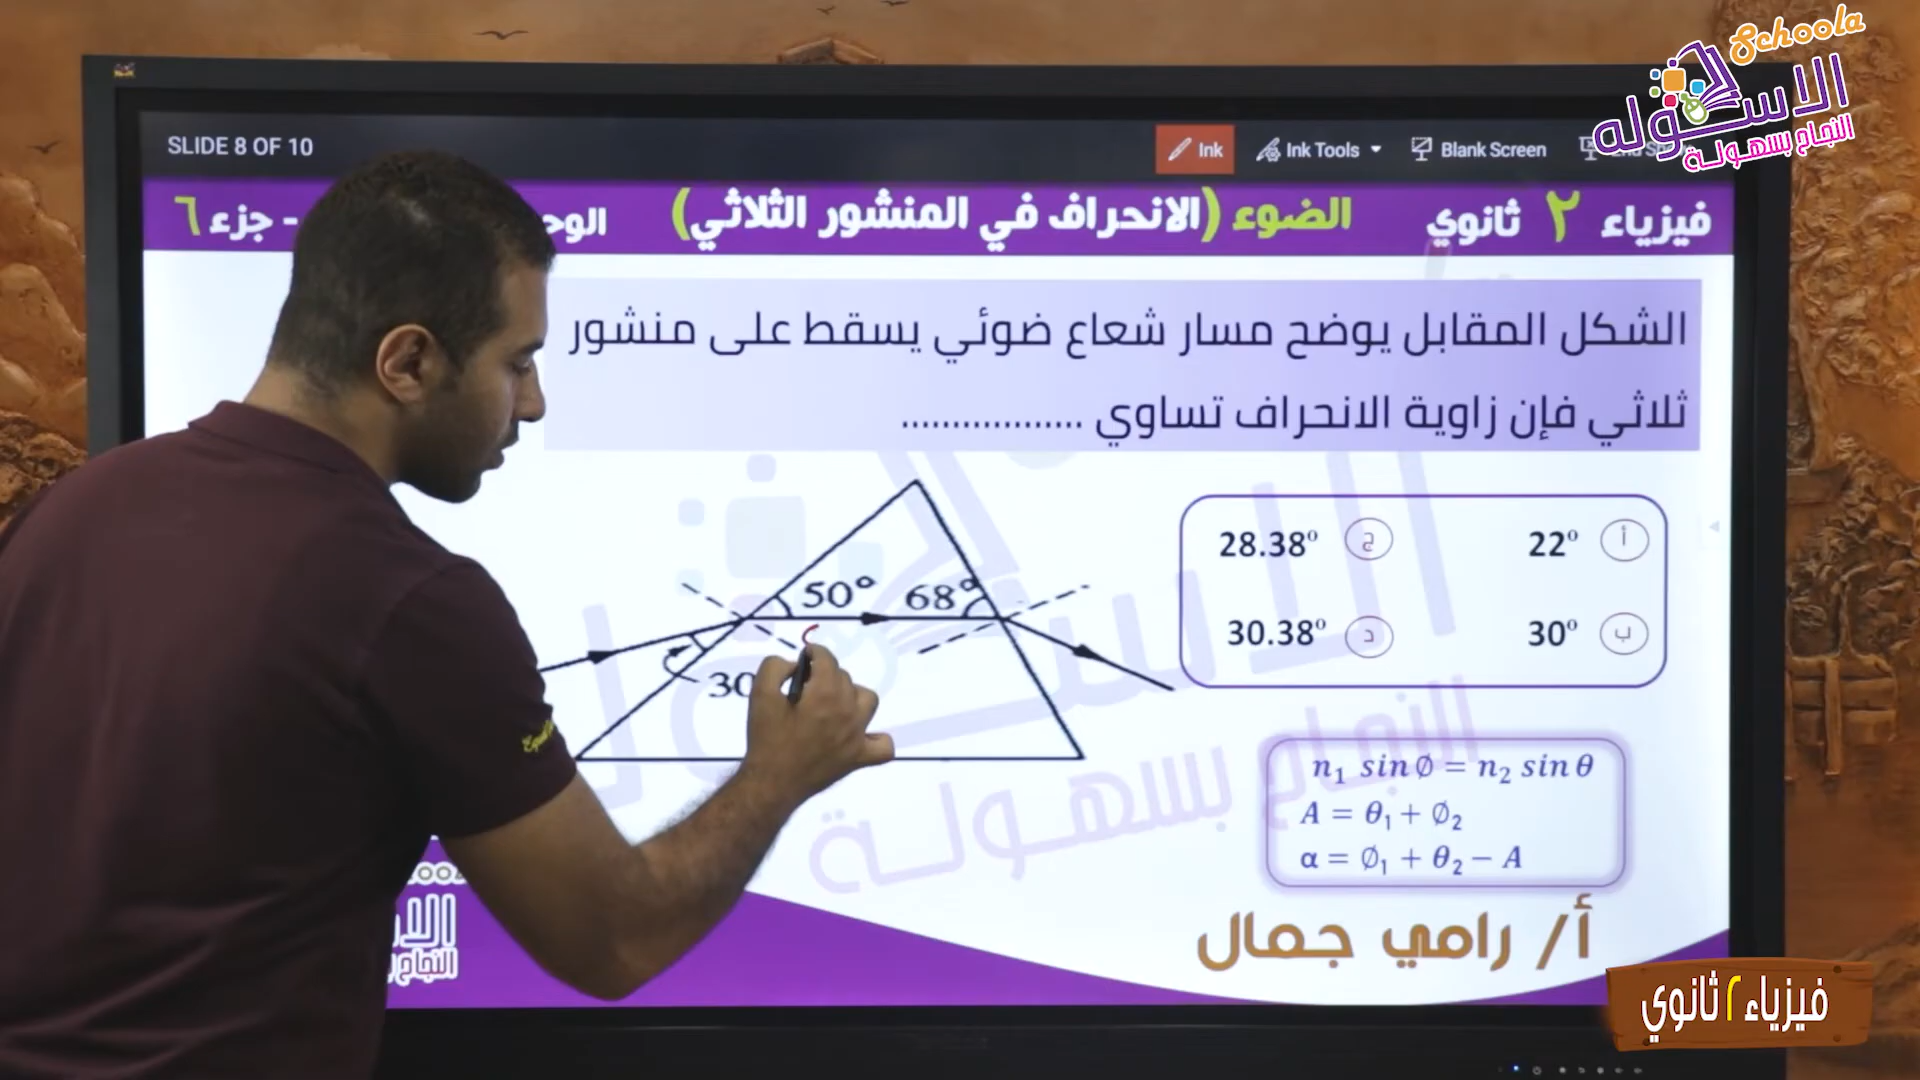 Schoola
الاسكوله
النجاح بسهولة
SLIDE 8 OF 10
Ink
Ink Tools
Blank Screen
فيزياء ٢ ثانوي
الضوء (الانحراف في المنشور الثلاثي)
- جزء ٦
الشكل المقابل يوضح مسار شعاع ضوئي يسقط على منشور
ثلاثي فإن زاوية الانحراف تساوي ..................
50° 68°
30
أ 22°
ج 28.38°
ب 30°
د 30.38°
n₁ sin∅ = n₂ sin θ
A = θ₁ + ∅₂
α = ∅₁ + θ₂ − A
أ/ رامي جمال
فيزياء ٢ ثانوي